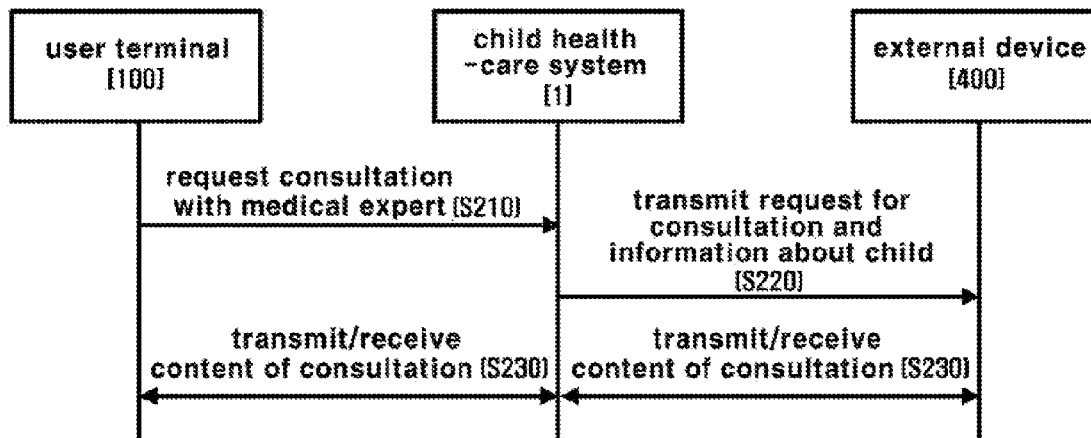 user terminal
[100]
child health
-care system
[1]
external device
[400]
request consultation
with medical expert [S210]
transmit request for
consultation and
information about child
[S220]
transmit/receive
content of consultation [S230]
transmit/receive
content of consultation [S230]